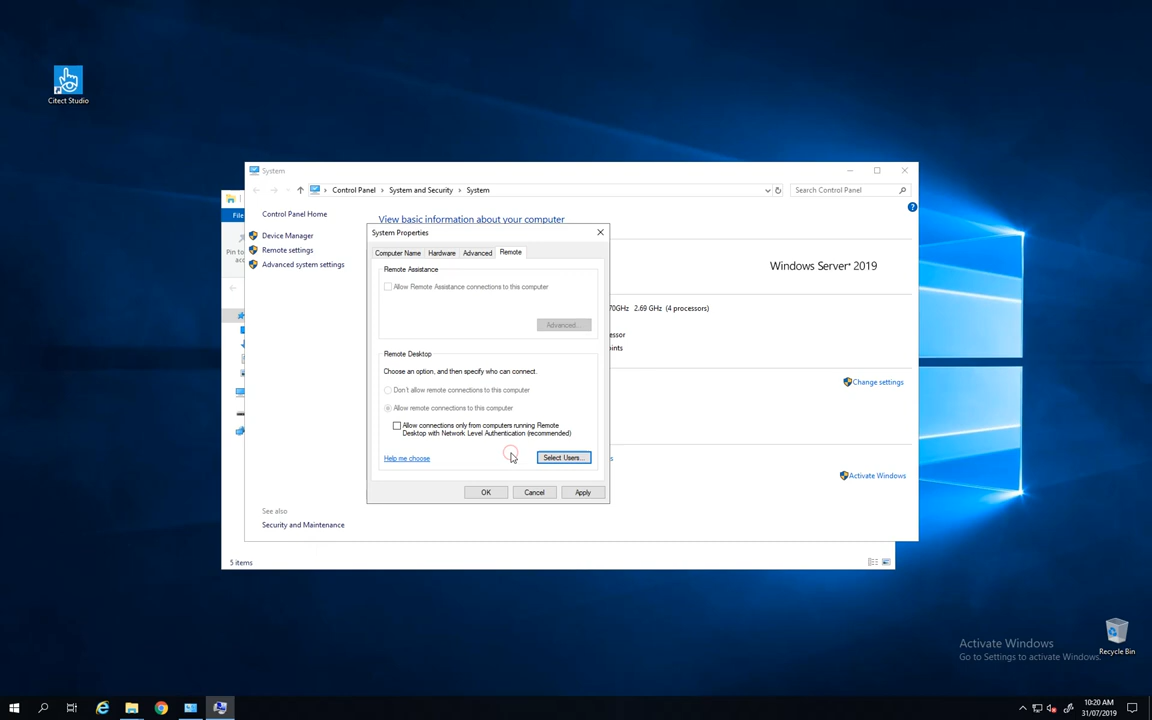 Citect Studio
System
Control Panel > System and Security > System
Search Control Panel
File
Control Panel Home
View basic information about your computer
Device Manager
Remote settings
Advanced system settings
Pin to
System Properties
Computer Name
Hardware
Advanced
Remote
Remote Assistance
Allow Remote Assistance connections to this computer
Advanced...
Remote Desktop
Choose an option, and then specify who can connect.
Don't allow remote connections to this computer
Allow remote connections to this computer
Allow connections only from computers running Remote
Desktop with Network Level Authentication (recommended)
Help me choose
Select Users...
OK
Cancel
Apply
Windows Server 2019
70GHz 2.69 GHz (4 processors)
essor
oints
Change settings
Activate Windows
See also
Security and Maintenance
5 items
Activate Windows
Go to Settings to activate Windows.
Recycle Bin
10:20 AM
31/07/2019